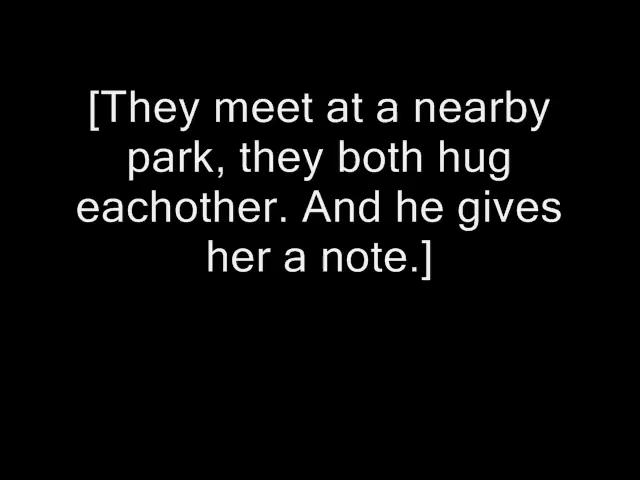 [They meet at a nearby
park, they both hug
eachother. And he gives
her a note.]